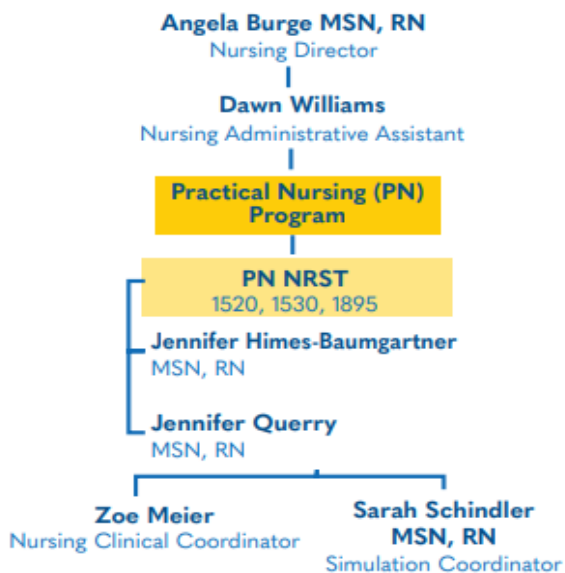 Angela Burge MSN, RN
Nursing Director
Dawn Williams
Nursing Administrative Assistant
Practical Nursing (PN)
Program
PN NRST
1520, 1530, 1895
Jennifer Himes-Baumgartner
MSN, RN
Jennifer Querry
MSN, RN
Zoe Meier
Nursing Clinical Coordinator
Sarah Schindler
MSN, RN
Simulation Coordinator